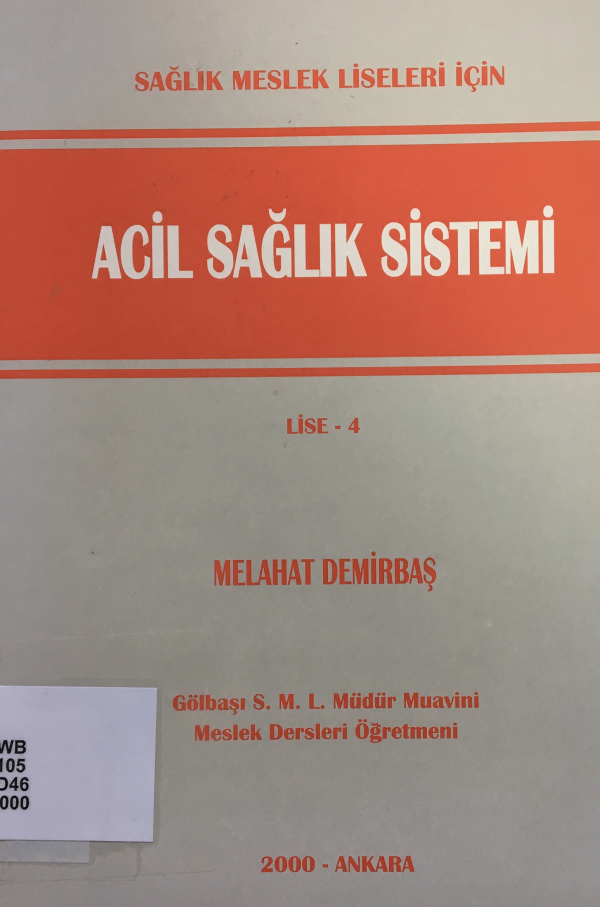 SAĞLIK MESLEK LİSELERİ İÇİN
ACİL SAĞLIK SİSTEMİ
LİSE - 4
MELAHAT DEMİRBAŞ
Gölbaşı S. M. L. Müdür Muavini
Meslek Dersleri Öğretmeni
WB
105
D46
000
2000 - ANKARA